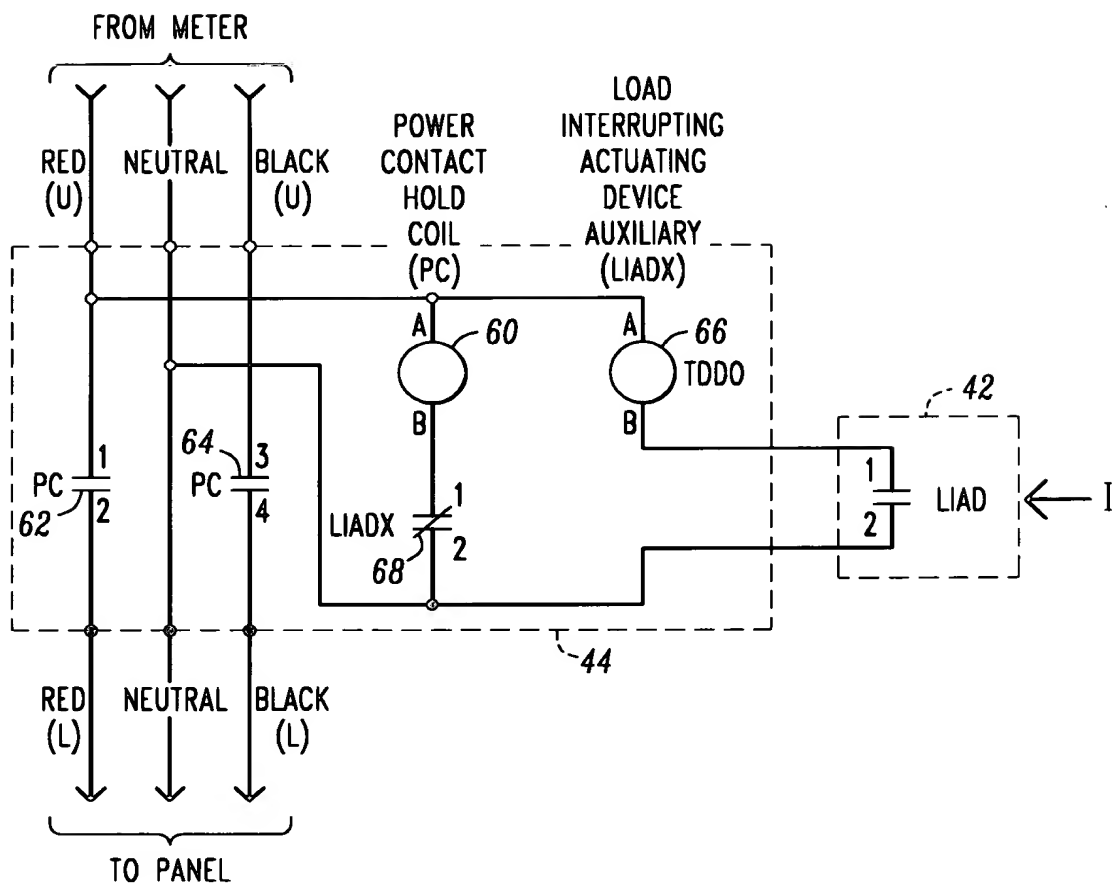 FROM METER
RED
(U)
NEUTRAL
BLACK
(U)
POWER
CONTACT
HOLD
COIL
(PC)
LOAD
INTERRUPTING
ACTUATING
DEVICE
AUXILIARY
(LIADX)
A
60
B
A
66
TDDO
B
42
1
2
LIAD
I
1
PC
62
2
64
3
PC
4
LIADX
1
2
68
44
RED
(L)
NEUTRAL
BLACK
(L)
TO PANEL